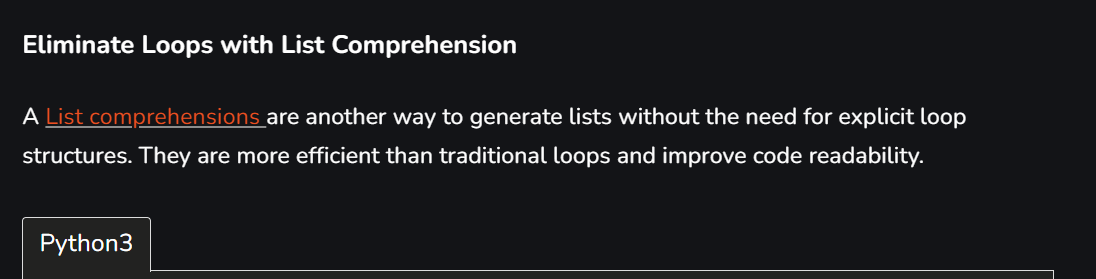 Eliminate Loops with List Comprehension
A List comprehensions are another way to generate lists without the need for explicit loop
structures. They are more efficient than traditional loops and improve code readability.
Python3